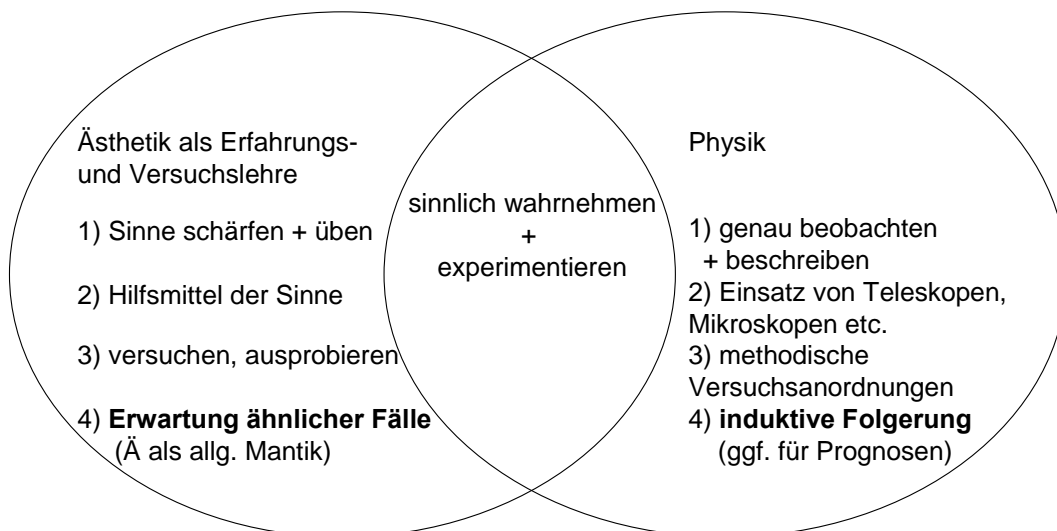 Ästhetik als Erfahrungs-
und Versuchslehre
1) Sinne schärfen + üben
2) Hilfsmittel der Sinne
3) versuchen, ausprobieren
4) Erwartung ähnlicher Fälle
(Ä als allg. Mantik)
sinnlich wahrnehmen
+
experimentieren
Physik
1) genau beobachten
+ beschreiben
2) Einsatz von Teleskopen,
Mikroskopen etc.
3) methodische
Versuchsanordnungen
4) induktive Folgerung
(ggf. für Prognosen)